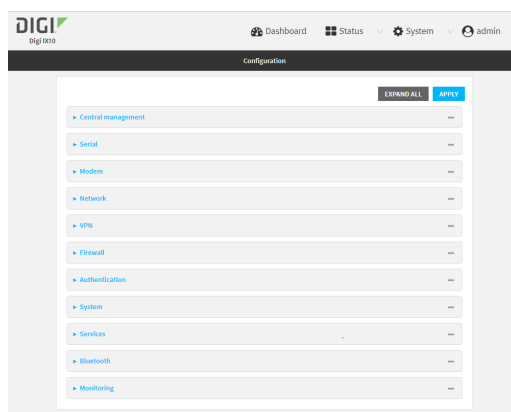 DIGI
Digi IX10
Dashboard
Status
System
admin
Configuration
EXPAND ALL
APPLY
Central management
Serial
Modem
Network
VPN
Firewall
Authentication
System
Services
Bluetooth
Monitoring